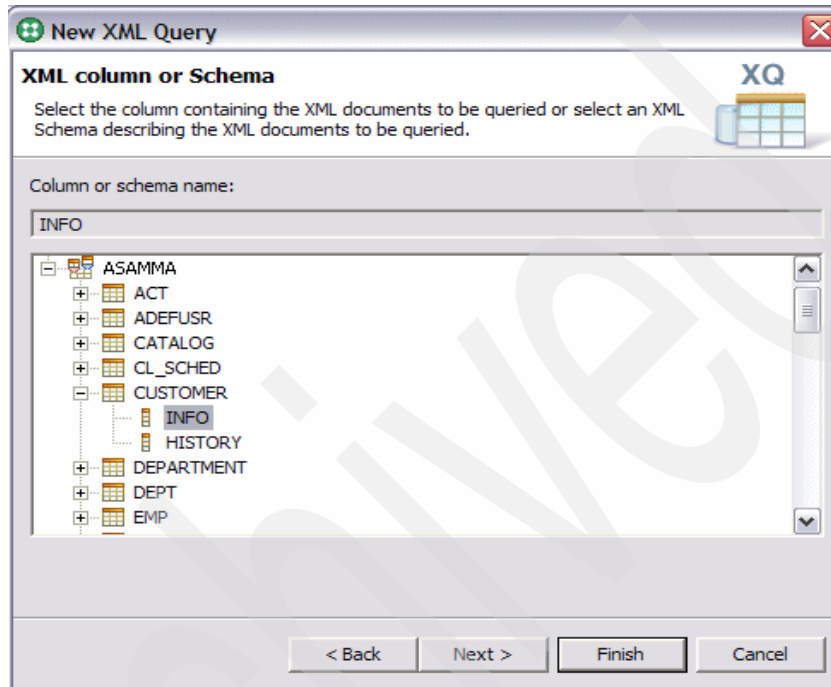 New XML Query
XML column or Schema
XQ
Select the column containing the XML documents to be queried or select an XML
Schema describing the XML documents to be queried.
Column or schema name:
INFO
ASAMMA
ACT
ADEFUSR
CATALOG
CL_SCHED
CUSTOMER
INFO
HISTORY
DEPARTMENT
DEPT
EMP
< Back Next > Finish Cancel